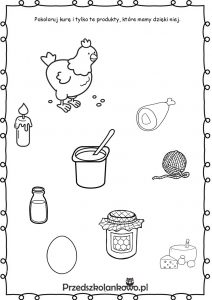 Pokoloruj kurę i tylko te produkty, które mamy dzięki niej.
Przedszkolankowo.pl